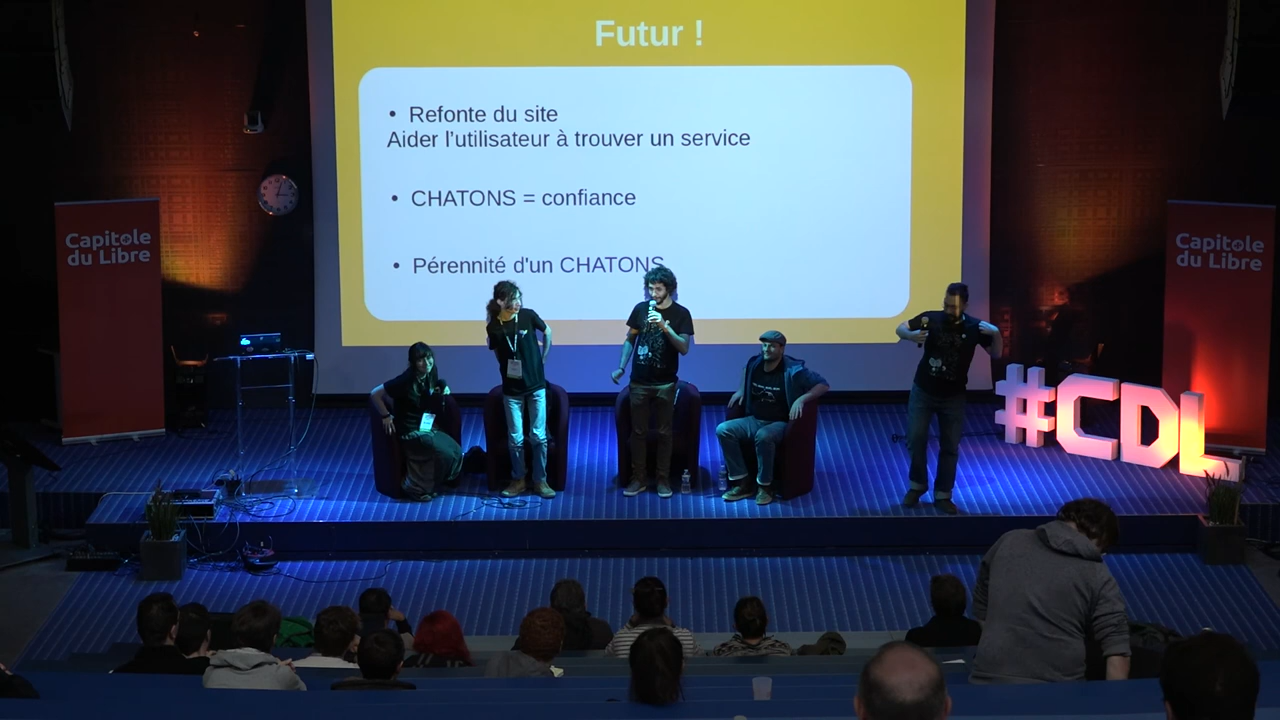 Futur !
• Refonte du site
Aider l’utilisateur à trouver un service
• CHATONS = confiance
• Pérennité d'un CHATONS
Capitole
du Libre
Capitole
du Libre
#CDL